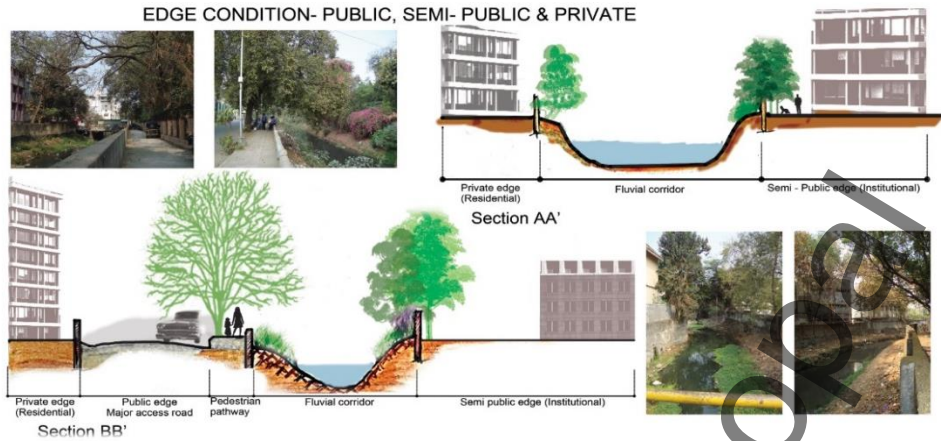 EDGE CONDITION- PUBLIC, SEMI- PUBLIC & PRIVATE
Private edge
(Residential)
Fluvial corridor
Semi - Public edge (Institutional)
Section AA'
Private edge
(Residential)
Public edge
Major access road
Pedestrian
pathway
Fluvial corridor
Semi public edge (Institutional)
Section BB'